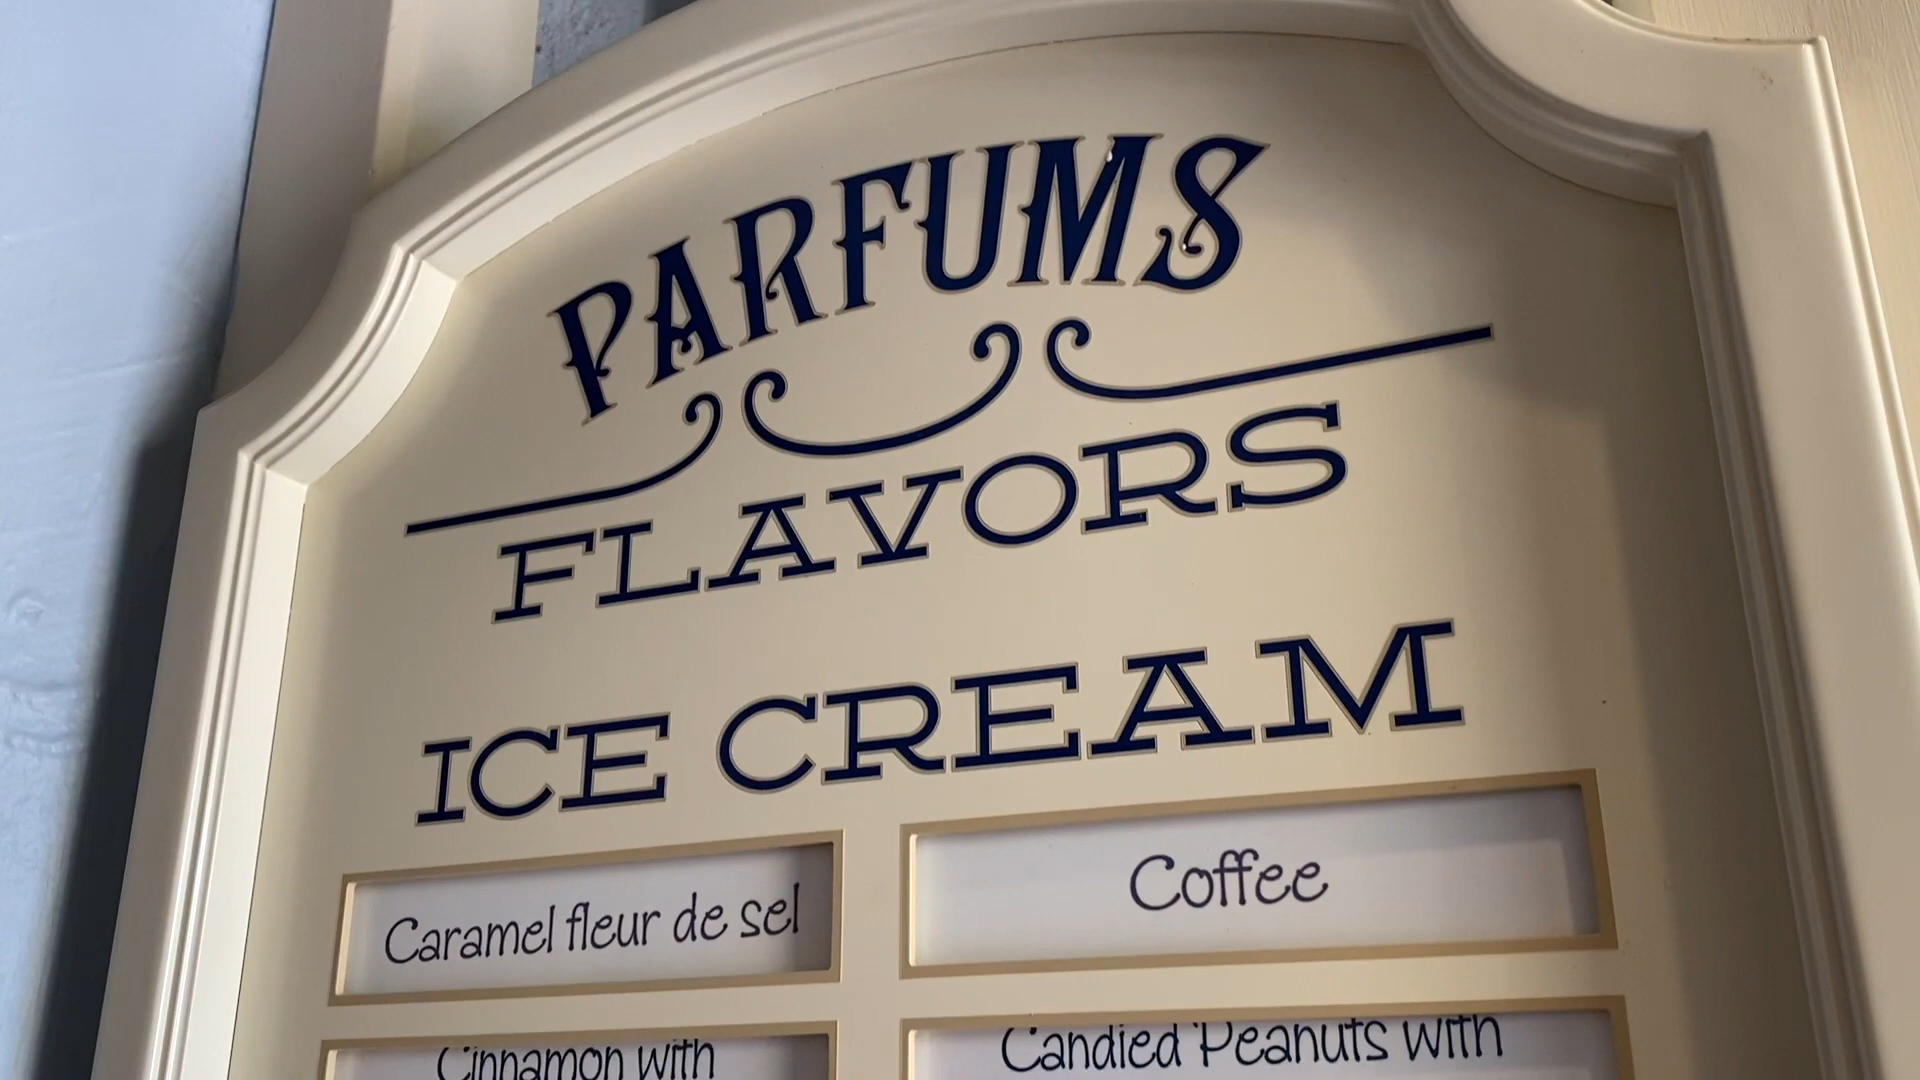 PARFUMS
FLAVORS
ICE CREAM
Caramel fleur de sel
Coffee
Cinnamon with
Candied Peanuts with